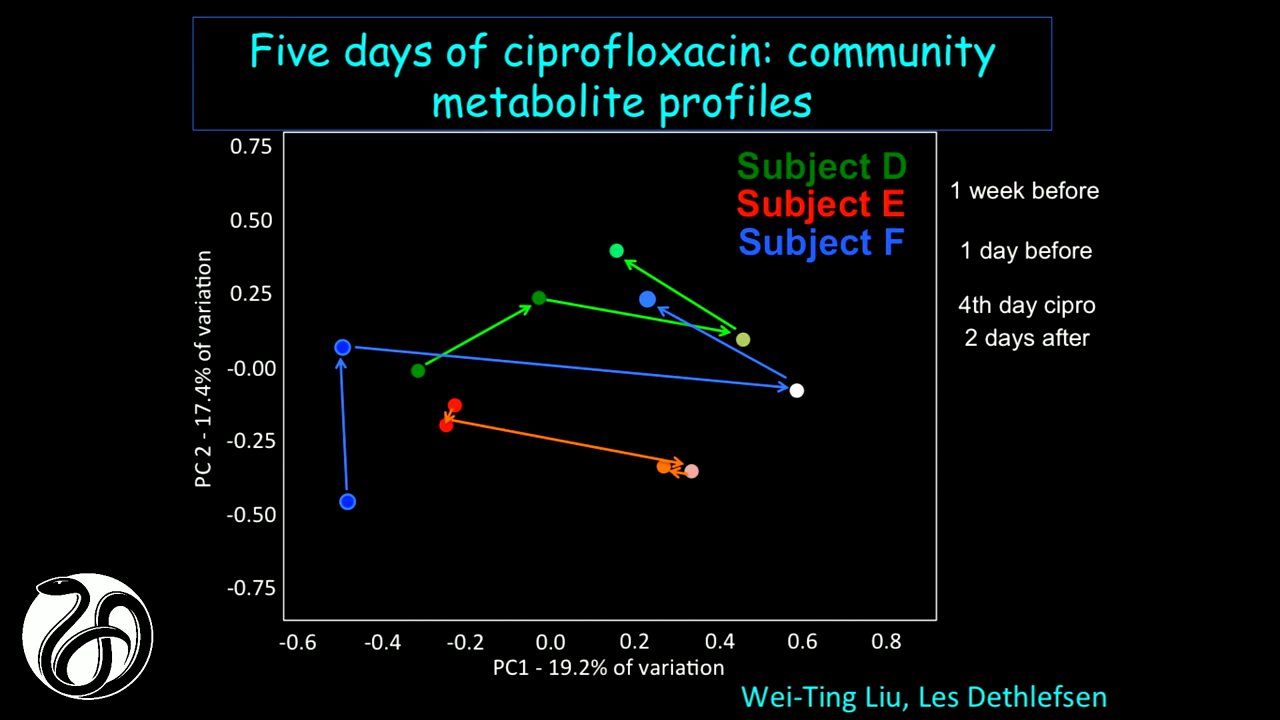 Five days of ciprofloxacin: community
metabolite profiles
0.75
0.50
0.25
-0.00
-0.25
-0.50
-0.75
PC 2 - 17.4% of variation
Subject D
Subject E
Subject F
1 week before
1 day before
4th day cipro
2 days after
-0.6 -0.4 -0.2 0.0 0.2 0.4 0.6 0.8
PC1 - 19.2% of variation
Wei-Ting Liu, Les Dethlefsen